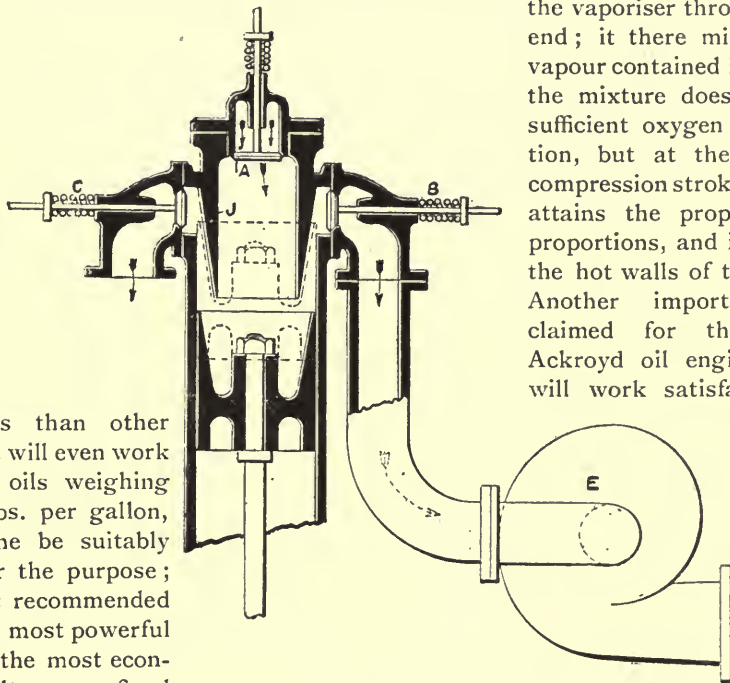 the vaporiser thro
end; it there mi
vapour contained
the mixture does
sufficient oxygen
tion, but at the
compression strok
attains the prop
proportions, and i
the hot walls of t
Another import
claimed for th
Ackroyd oil engi
will work satisfa
A
C
B
J
s than other
will even work
oils weighing
os. per gallon,
ne be suitably
r the purpose;
recommended
most powerful
the most econ-
E